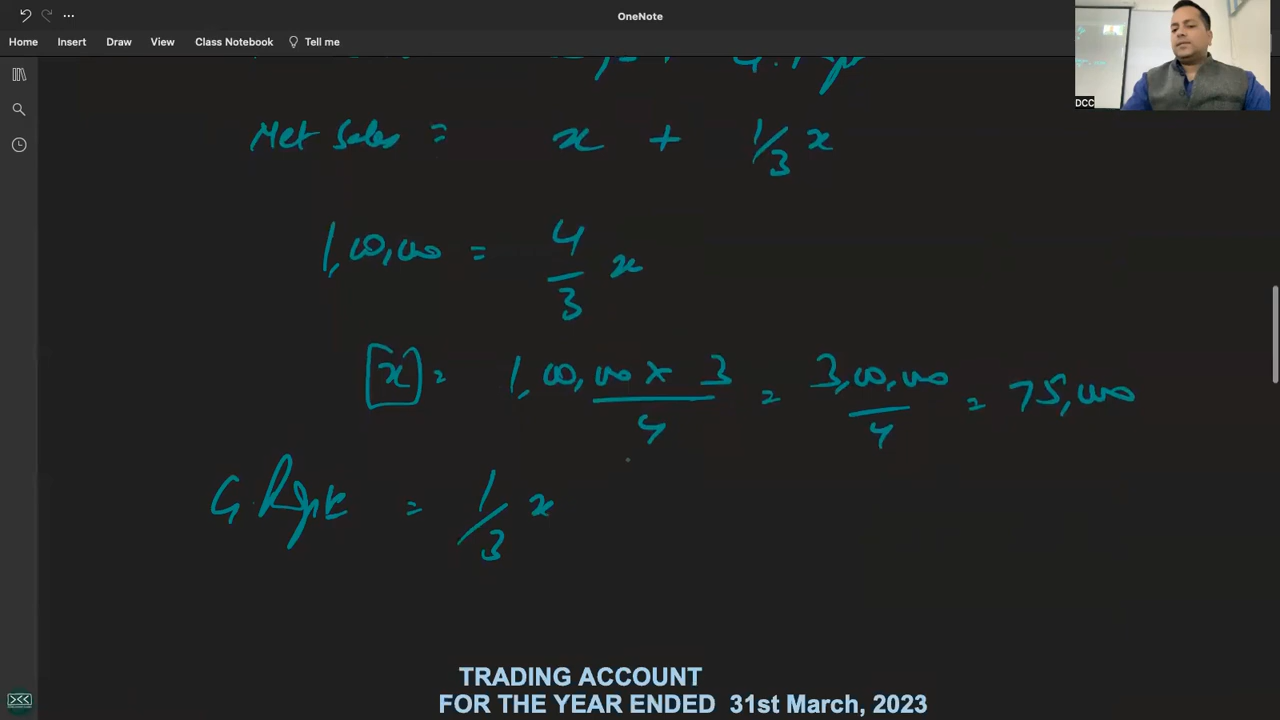 OneNote
Home Insert Draw View Class Notebook Tell me
DCC
Net Sales = x + 1/3 x
1,00,000 = 4/3 x
[x] = 1,00,000 x 3 / 4 = 3,00,000 / 4 = 75,000
G. Profit = 1/3 x
TRADING ACCOUNT
FOR THE YEAR ENDED 31st March, 2023